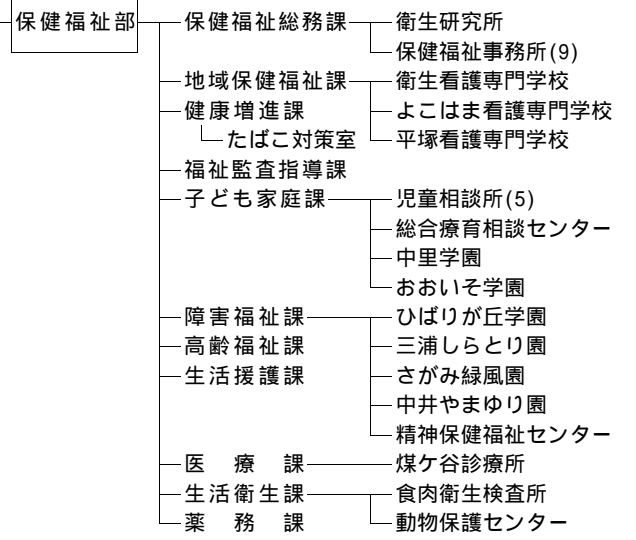 保健福祉部
保健福祉総務課 衛生研究所
保健福祉事務所(9)
地域保健福祉課 衛生看護専門学校
健康増進課 よこはま看護専門学校
たばこ対策室 平塚看護専門学校
福祉監査指導課
子ども家庭課 児童相談所(5)
総合療育相談センター
中里学園
おおいそ学園
障害福祉課 ひばりが丘学園
高齢福祉課 三浦しらとり園
生活援護課 さがみ緑風園
中井やまゆり園
精神保健福祉センター
医療課 煤ケ谷診療所
生活衛生課 食肉衛生検査所
薬務課 動物保護センター